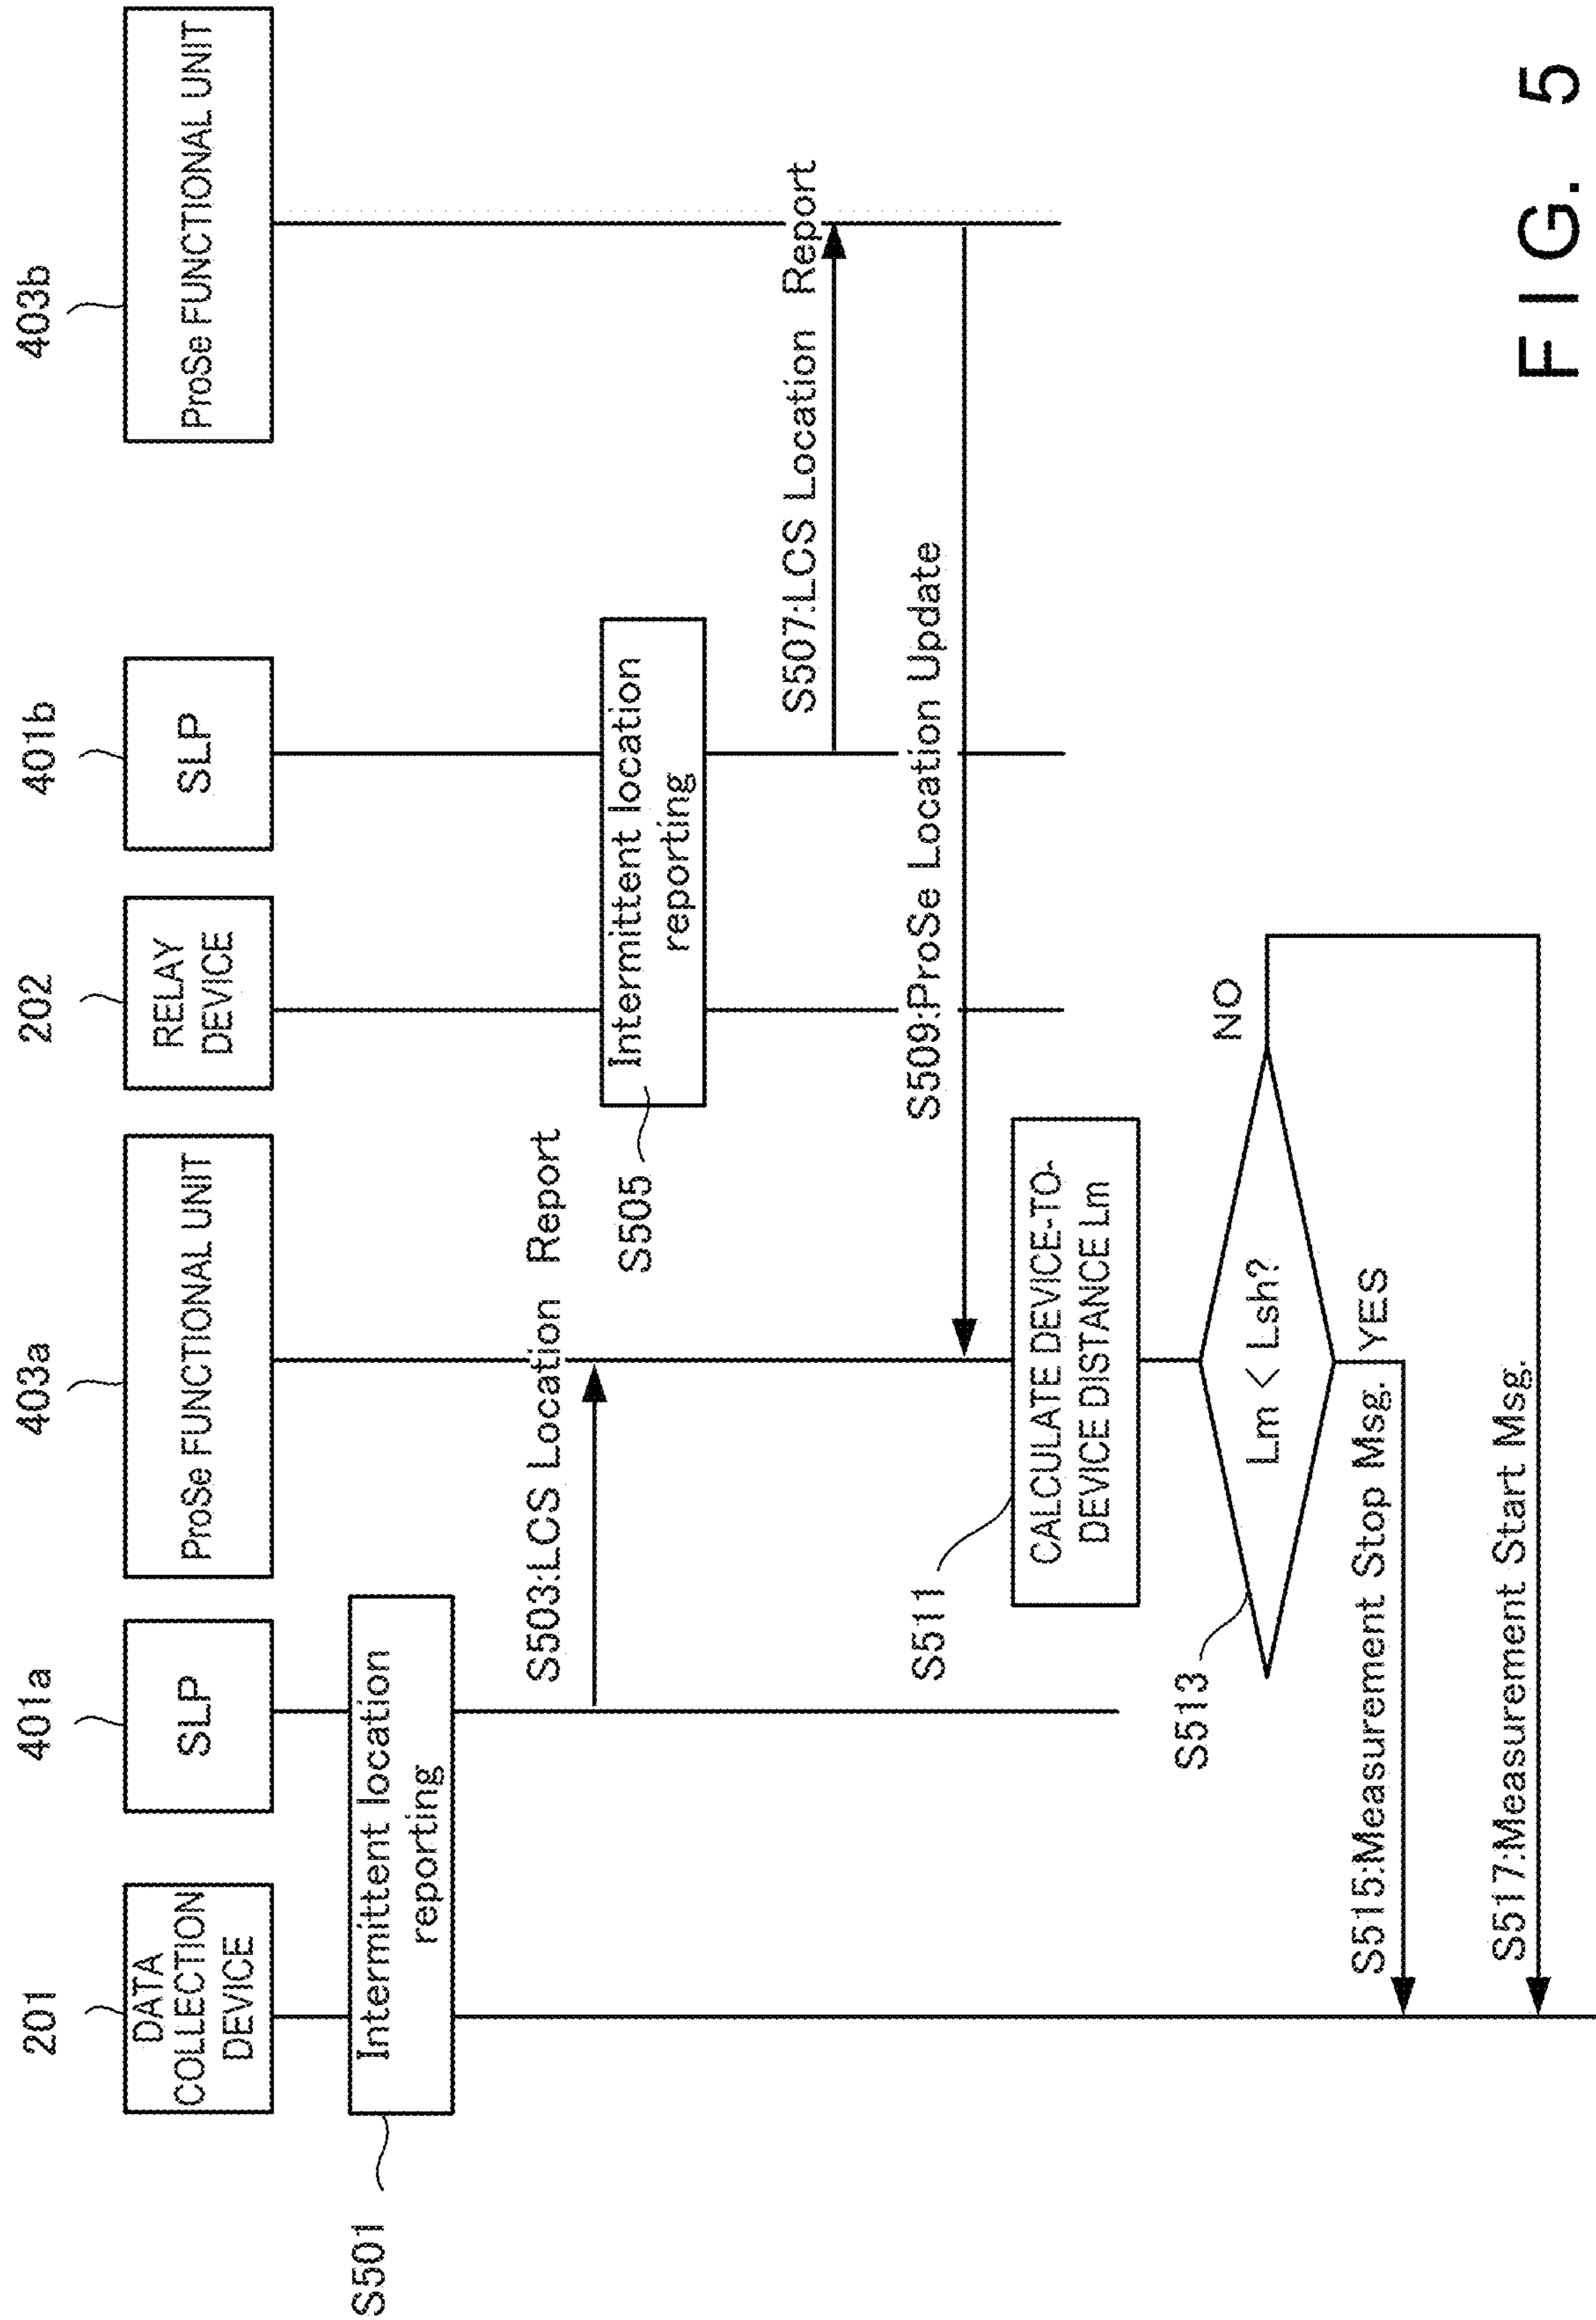 201
401a
403a
202
401b
403b
DATA
COLLECTION
DEVICE
SLP
ProSe FUNCTIONAL UNIT
RELAY
DEVICE
SLP
ProSe FUNCTIONAL UNIT
S501
Intermittent location
reporting
S503:LCS Location Report
S505
Intermittent location
reporting
S507:LCS Location Report
S509:ProSe Location Update
S511
CALCULATE DEVICE-TO-
DEVICE DISTANCE Lm
S513
Lm < Lsh?
NO
YES
S515:Measurement Stop Msg.
S517:Measurement Start Msg.
FIG. 5